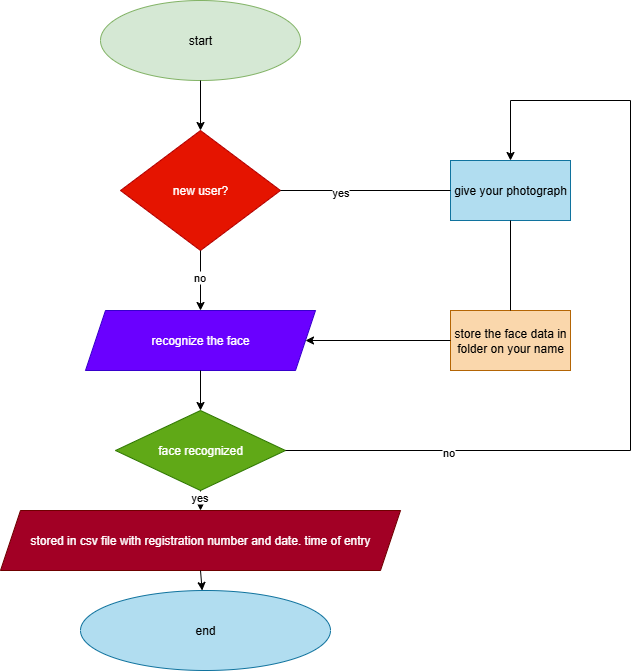 start
new user?
yes
give your photograph
no
recognize the face
store the face data in
folder on your name
face recognized
no
yes
stored in csv file with registration number and date. time of entry
end